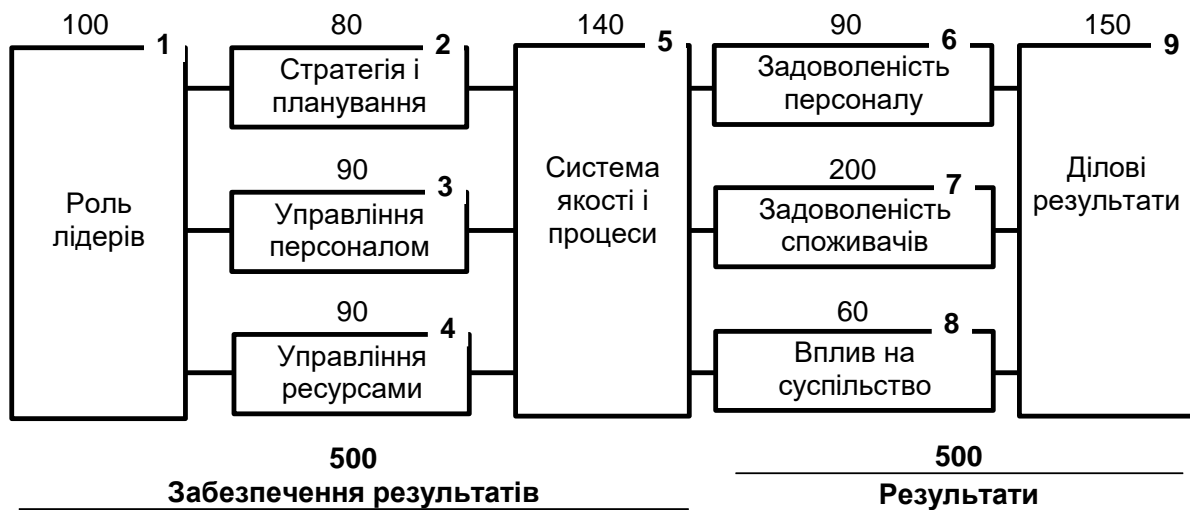 100
1
Роль
лідерів
80
2
Стратегія і
планування
90
3
Управління
персоналом
90
4
Управління
ресурсами
140
5
Система
якості і
процеси
90
6
Задоволеність
персоналу
200
7
Задоволеність
споживачів
60
8
Вплив на
суспільство
150
9
Ділові
результати
500
Забезпечення результатів
500
Результати